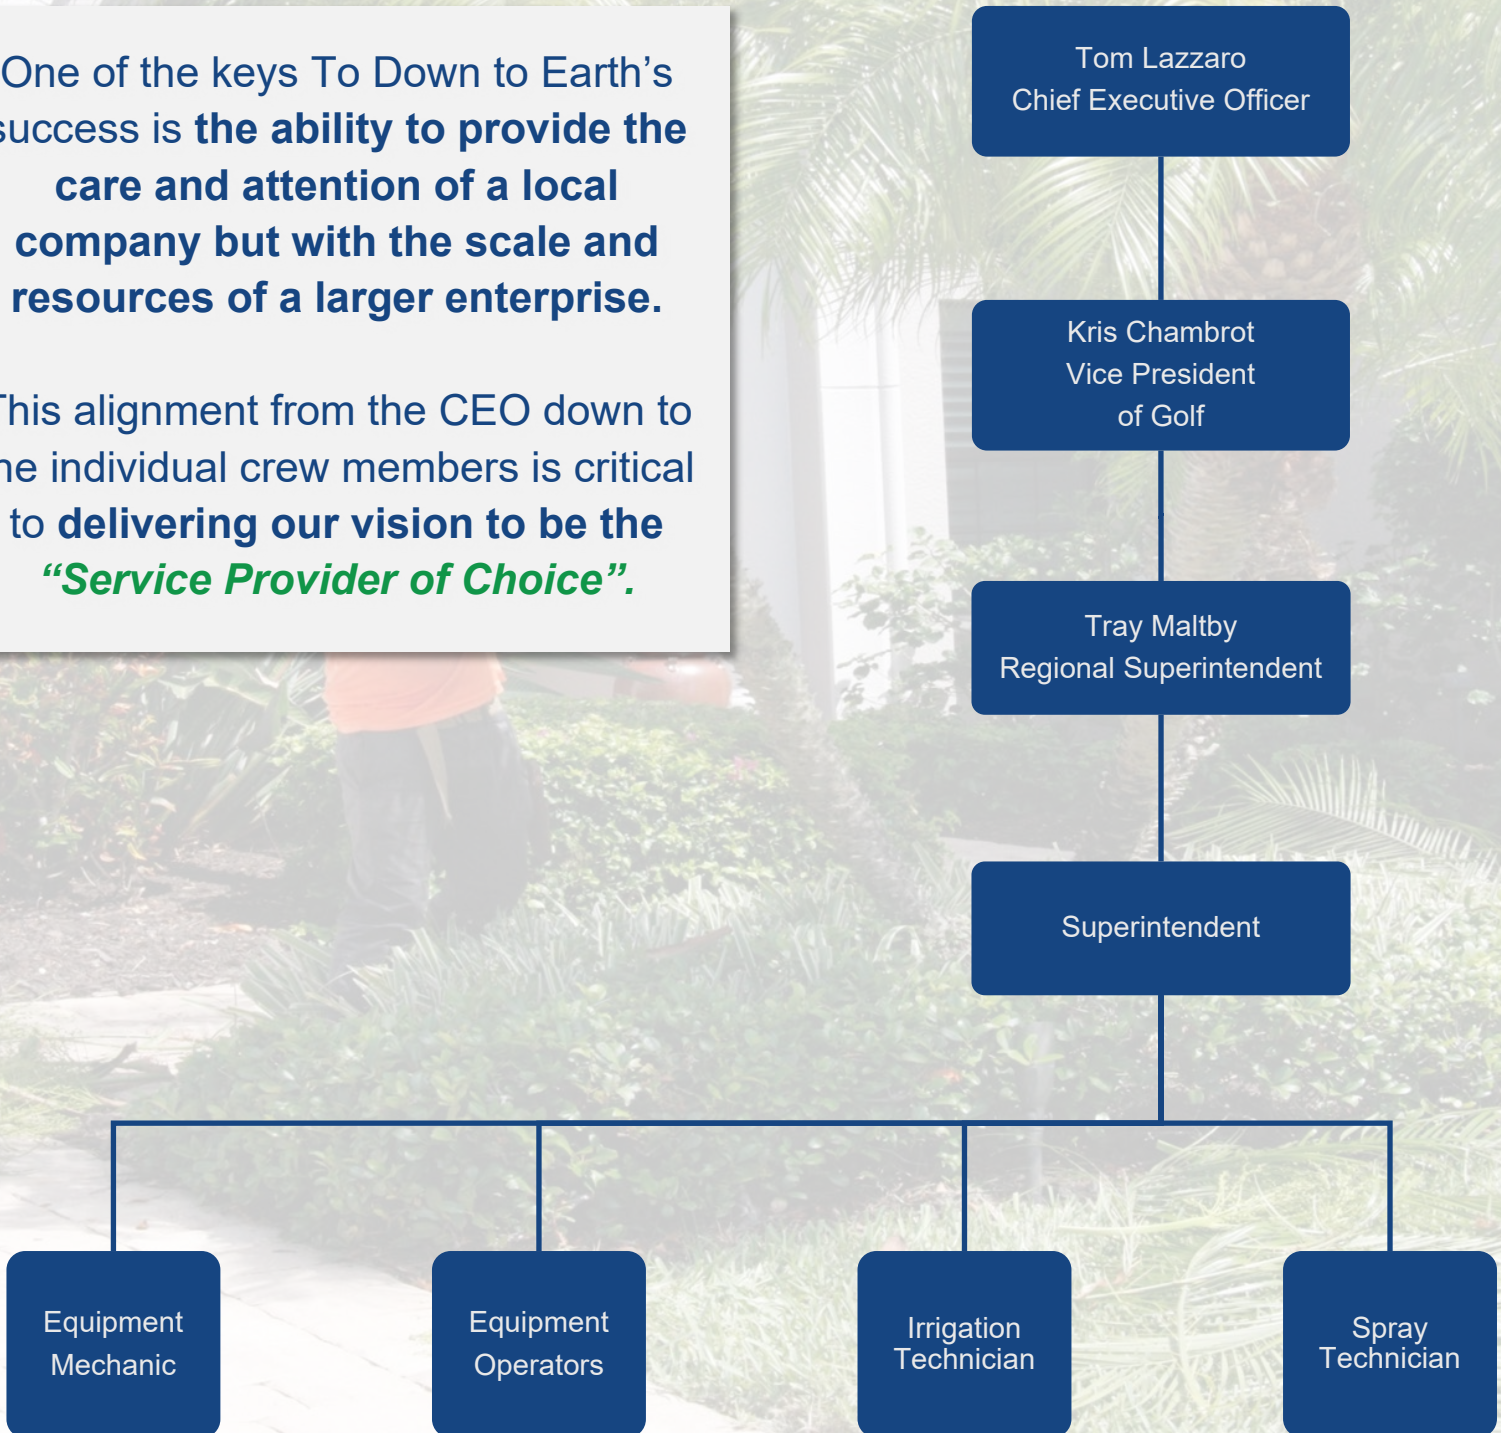 One of the keys To Down to Earth's
success is the ability to provide the
care and attention of a local
company but with the scale and
resources of a larger enterprise.
This alignment from the CEO down to
the individual crew members is critical
to delivering our vision to be the
“Service Provider of Choice”.
Tom Lazzaro
Chief Executive Officer
Kris Chambrot
Vice President
of Golf
Tray Maltby
Regional Superintendent
Superintendent
Equipment
Mechanic
Equipment
Operators
Irrigation
Technician
Spray
Technician